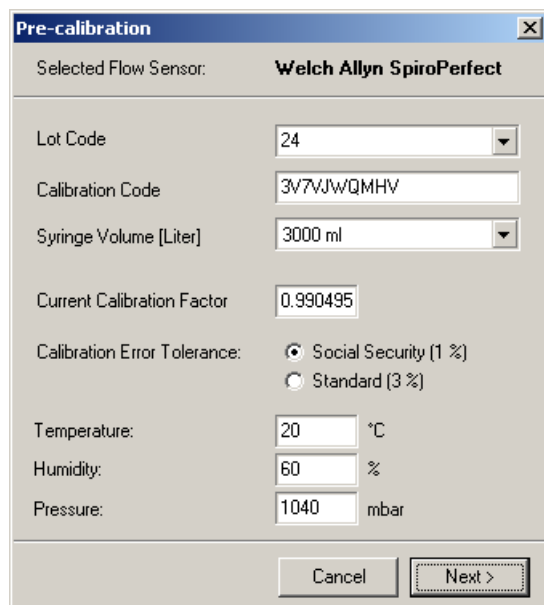 Pre-calibration
Selected Flow Sensor: Welch Allyn SpiroPerfect
Lot Code 24
Calibration Code 3V7VJWQMHV
Syringe Volume [Liter] 3000 ml
Current Calibration Factor 0.990495
Calibration Error Tolerance: Social Security (1 %)
Standard (3 %)
Temperature: 20 °C
Humidity: 60 %
Pressure: 1040 mbar
Cancel Next >